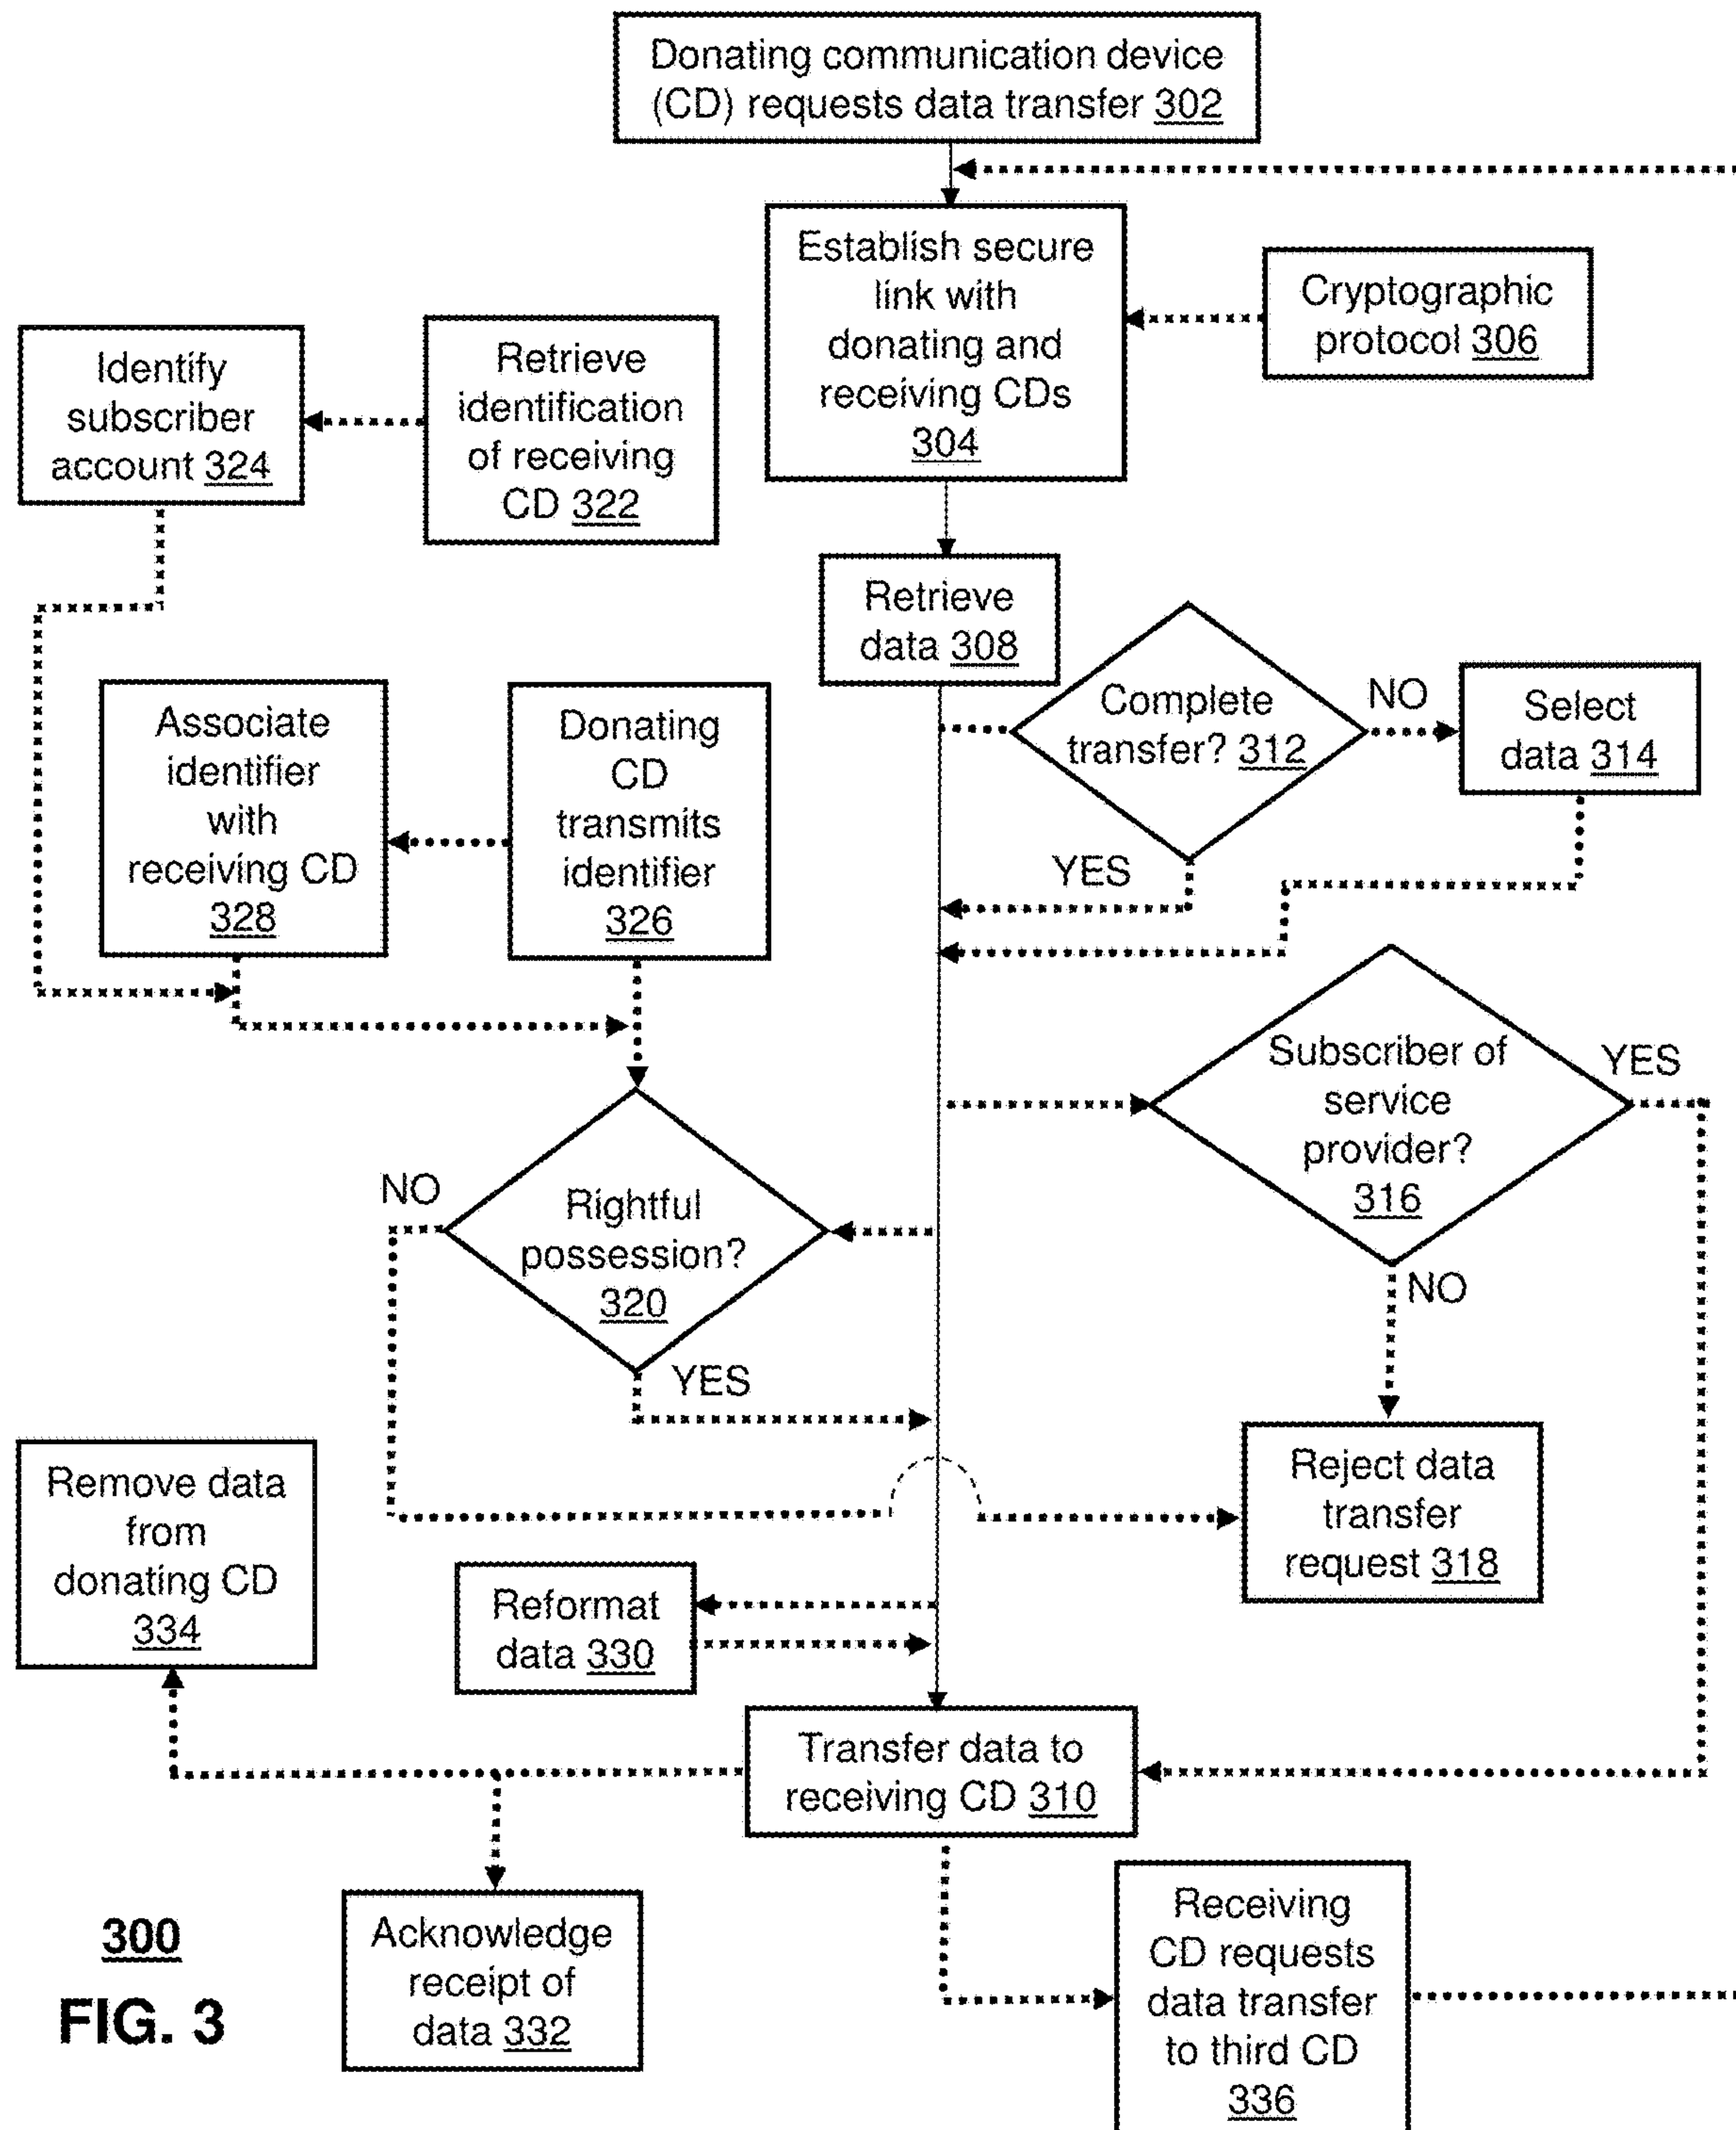 Donating communication device
(CD) requests data transfer 302
Establish secure
link with
donating and
receiving CDs
304
Cryptographic
protocol 306
Identify
subscriber
account 324
Retrieve
identification
of receiving
CD 322
Retrieve
data 308
Complete
transfer? 312
NO
Select
data 314
YES
Associate
identifier
with
receiving CD
328
Donating
CD
transmits
identifier
326
Subscriber of
service
provider?
316
YES
NO
Rightful
possession?
320
NO
YES
Reject data
transfer
request 318
Remove data
from
donating CD
334
Reformat
data 330
Transfer data to
receiving CD 310
Acknowledge
receipt of
data 332
Receiving
CD requests
data transfer
to third CD
336
300
FIG. 3